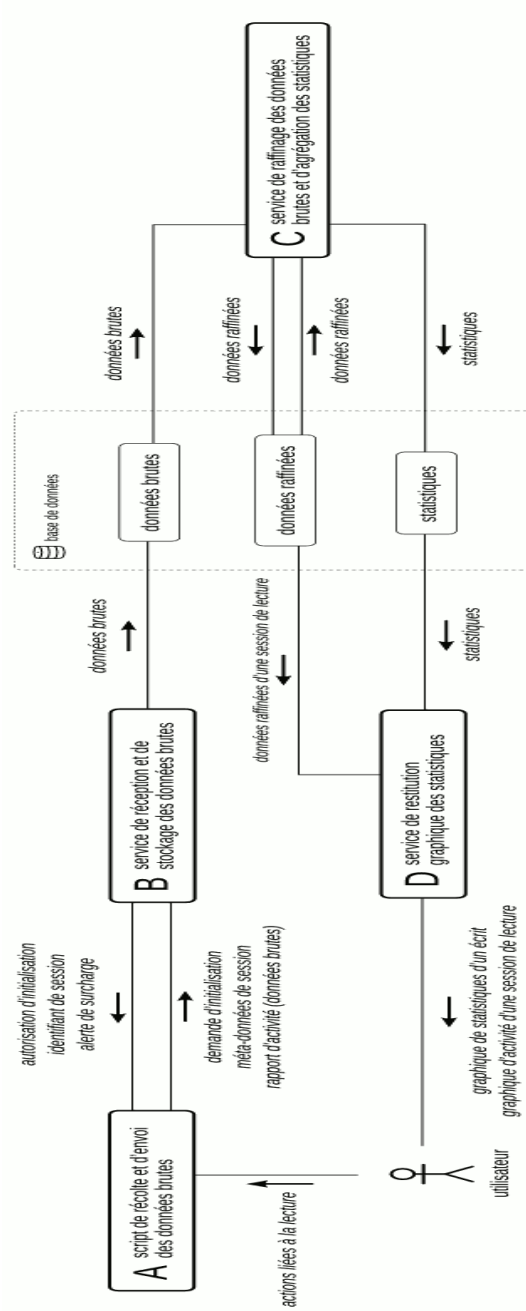 A script de récolte et d'envoi
des données brutes
autorisation d'initialisation
identifiant de session
alerte de surcharge
demande d'initialisation
méta-données de session
rapport d'activité (données brutes)
B service de réception et de
stockage des données brutes
données brutes
base de données
données brutes
données brutes
C service de raffinage des données
brutes et d'agrégation des statistiques
données raffinées
données raffinées
données raffinées
données raffinées d'une session de lecture
statistiques
statistiques
statistiques
D service de restitution
graphique des statistiques
graphique de statistiques d'un écrit
graphique d'activité d'une session de lecture
actions liées à la lecture
utilisateur